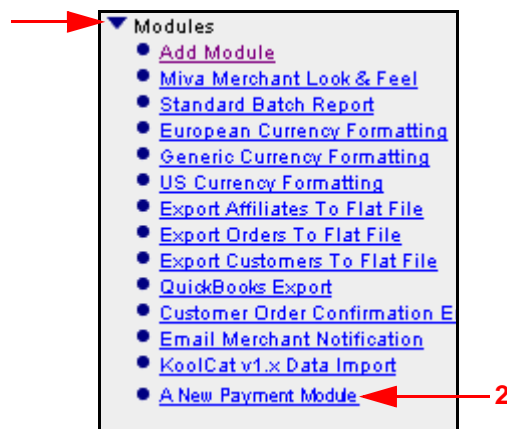 Modules
Add Module
Miva Merchant Look & Feel
Standard Batch Report
European Currency Formatting
Generic Currency Formatting
US Currency Formatting
Export Affiliates To Flat File
Export Orders To Flat File
Export Customers To Flat File
QuickBooks Export
Customer Order Confirmation E
Email Merchant Notification
KoolCat v1.x Data Import
A New Payment Module 2